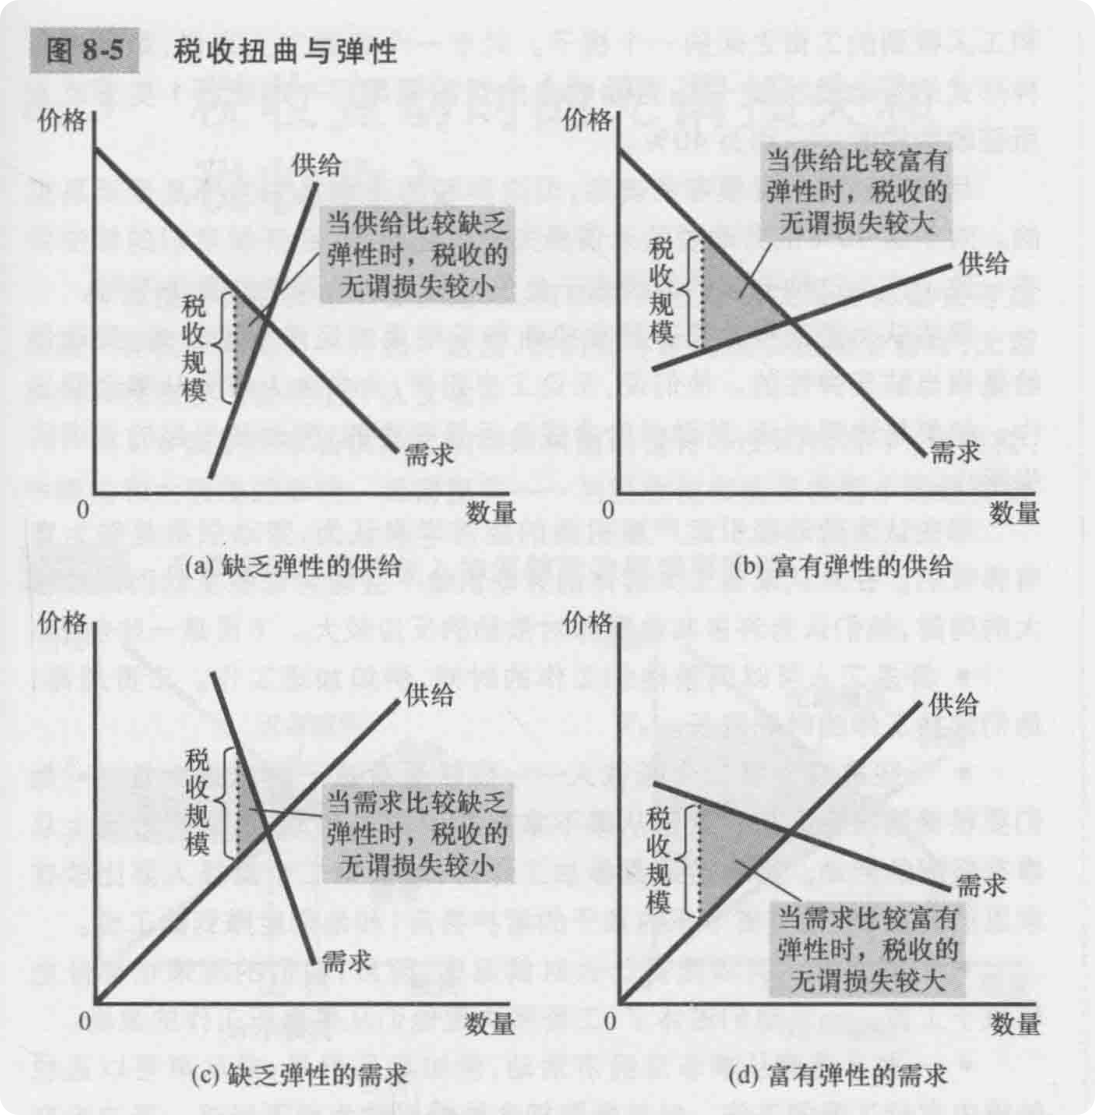 图 8-5 税收扭曲与弹性
价格
供给
当供给比较缺乏
弹性时，税收的
无谓损失较小
税收规模
需求
0
数量
(a) 缺乏弹性的供给
价格
当供给比较富有
弹性时，税收的
无谓损失较大
税收规模
供给
需求
0
数量
(b) 富有弹性的供给
价格
供给
税收规模
当需求比较缺乏
弹性时，税收的
无谓损失较小
需求
0
数量
(c) 缺乏弹性的需求
价格
供给
税收规模
需求
当需求比较富有
弹性时，税收的
无谓损失较大
0
数量
(d) 富有弹性的需求